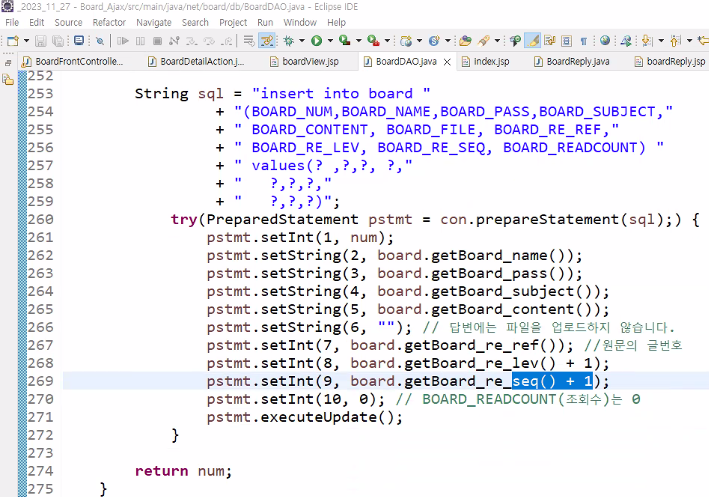 _2023_11_27 - Board_Ajax/src/main/java/net/board/db/BoardDAO.java - Eclipse IDE
File Edit Source Refactor Navigate Search Project Run Window Help
BoardFrontControlle... BoardDetailAction.j... boardView.jsp BoardDAO.java index.jsp BoardReply.java boardReply.jsp
252
253 String sql = "insert into board "
254 + "(BOARD_NUM,BOARD_NAME,BOARD_PASS,BOARD_SUBJECT,"
255 + " BOARD_CONTENT, BOARD_FILE, BOARD_RE_REF,"
256 + " BOARD_RE_LEV, BOARD_RE_SEQ, BOARD_READCOUNT) "
257 + " values(? ,?,?, ?,"
258 + "   ?,?,?,"
259 + "   ?,?,?)";
260 try(PreparedStatement pstmt = con.prepareStatement(sql);) {
261 pstmt.setInt(1, num);
262 pstmt.setString(2, board.getBoard_name());
263 pstmt.setString(3, board.getBoard_pass());
264 pstmt.setString(4, board.getBoard_subject());
265 pstmt.setString(5, board.getBoard_content());
266 pstmt.setString(6, ""); // 답변에는 파일을 업로드하지 않습니다.
267 pstmt.setInt(7, board.getBoard_re_ref()); //원문의 글번호
268 pstmt.setInt(8, board.getBoard_re_lev() + 1);
269 pstmt.setInt(9, board.getBoard_re_seq() + 1);
270 pstmt.setInt(10, 0); // BOARD_READCOUNT(조회수)는 0
271 pstmt.executeUpdate();
272 }
273
274 return num;
275 }